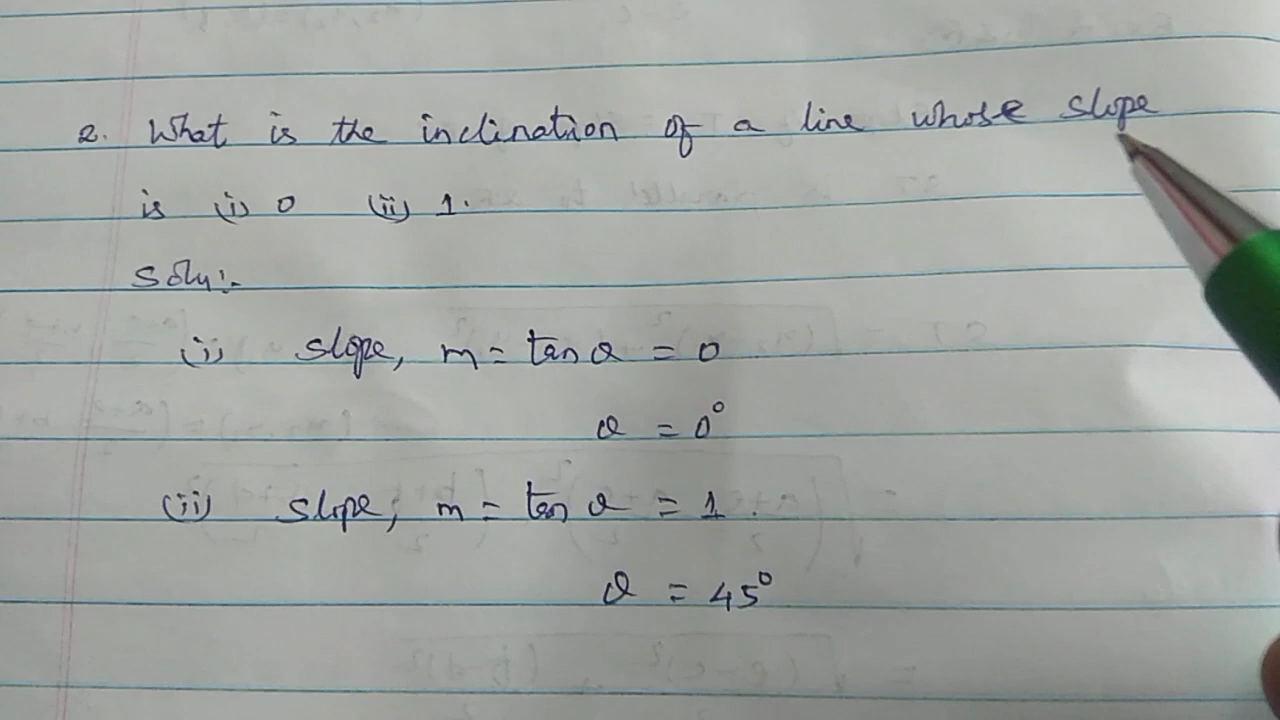 2. What is the inclination of a line whose slope
is (i) 0 (ii) 1.
Soln:-
(i) slope, m = tan θ = 0
θ = 0°
(ii) slope, m = tan θ = 1.
θ = 45°